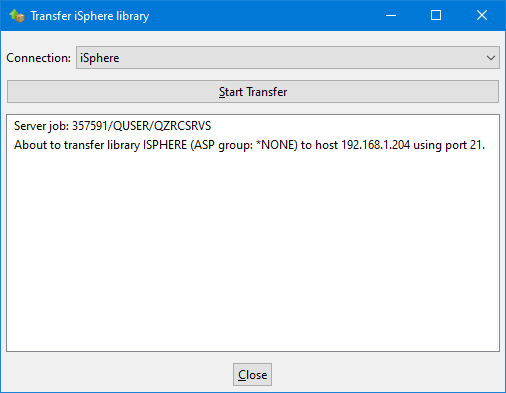 Transfer iSphere library
Connection: iSphere
Start Transfer
Server job: 357591/QUSER/QZRCSRVS
About to transfer library ISPHERE (ASP group: *NONE) to host 192.168.1.204 using port 21.
Close